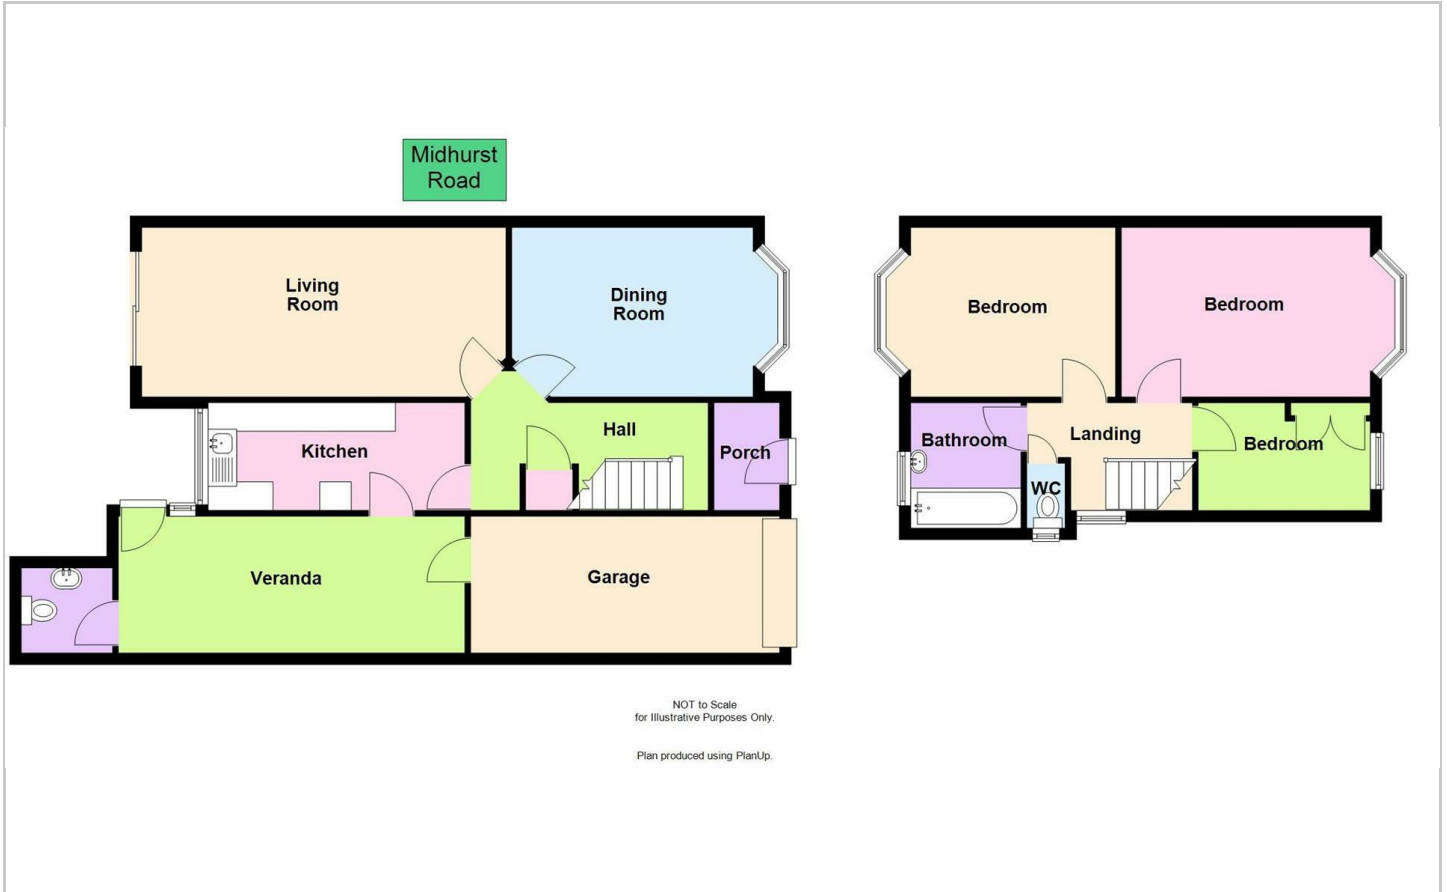 Midhurst
Road
Living
Room
Dining
Room
Bedroom
Bedroom
Kitchen
Hall
Porch
Bathroom
Landing
Bedroom
WC
Veranda
Garage
NOT to Scale
for Illustrative Purposes Only.
Plan produced using PlanUp.